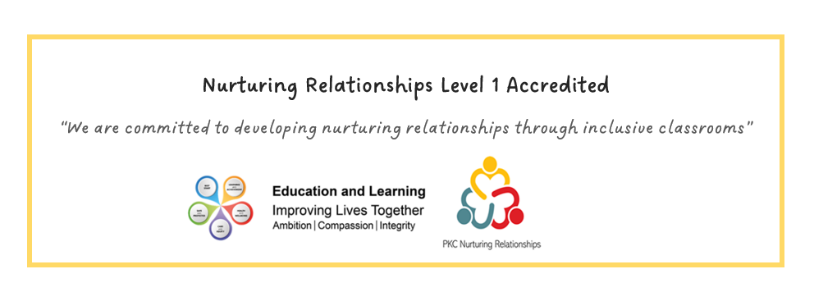 Nurturing Relationships Level 1 Accredited
"We are committed to developing nurturing relationships through inclusive classrooms"
Education and Learning
Improving Lives Together
Ambition | Compassion | Integrity
PKC Nurturing Relationships